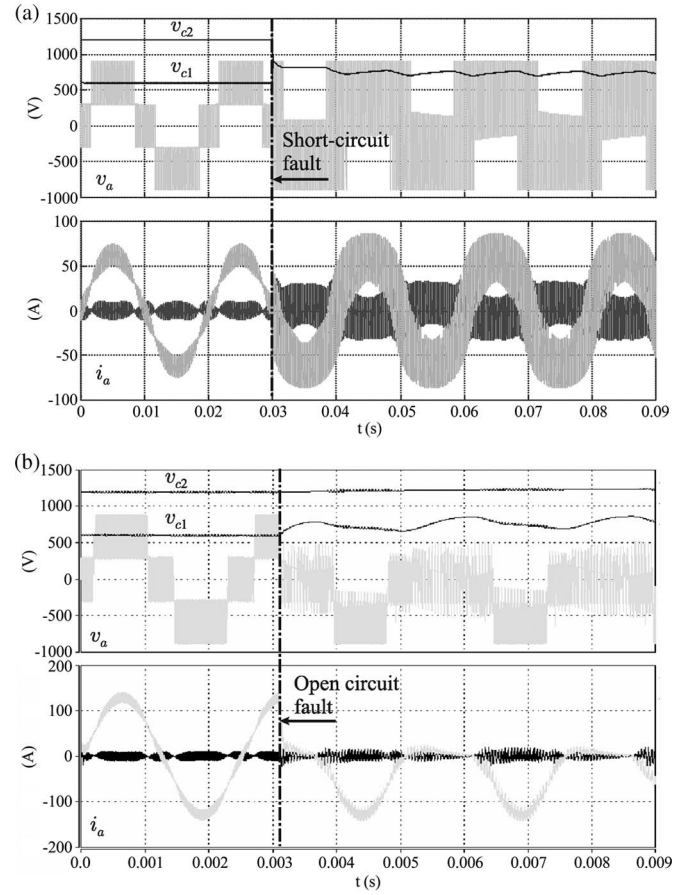 (a)
1500
1000
500
0
-500
-1000
(V)
v_c2
v_c1
v_a
Short-circuit
fault
100
50
0
-50
-100
(A)
i_a
0 0.01 0.02 0.03 0.04 0.05 0.06 0.07 0.08 0.09
t (s)
(b)
1500
1000
500
0
-500
-1000
(V)
v_c2
v_c1
v_a
200
100
0
-100
-200
(A)
Open circuit
fault
i_a
0.0 0.001 0.002 0.003 0.004 0.005 0.006 0.007 0.008 0.009
t (s)